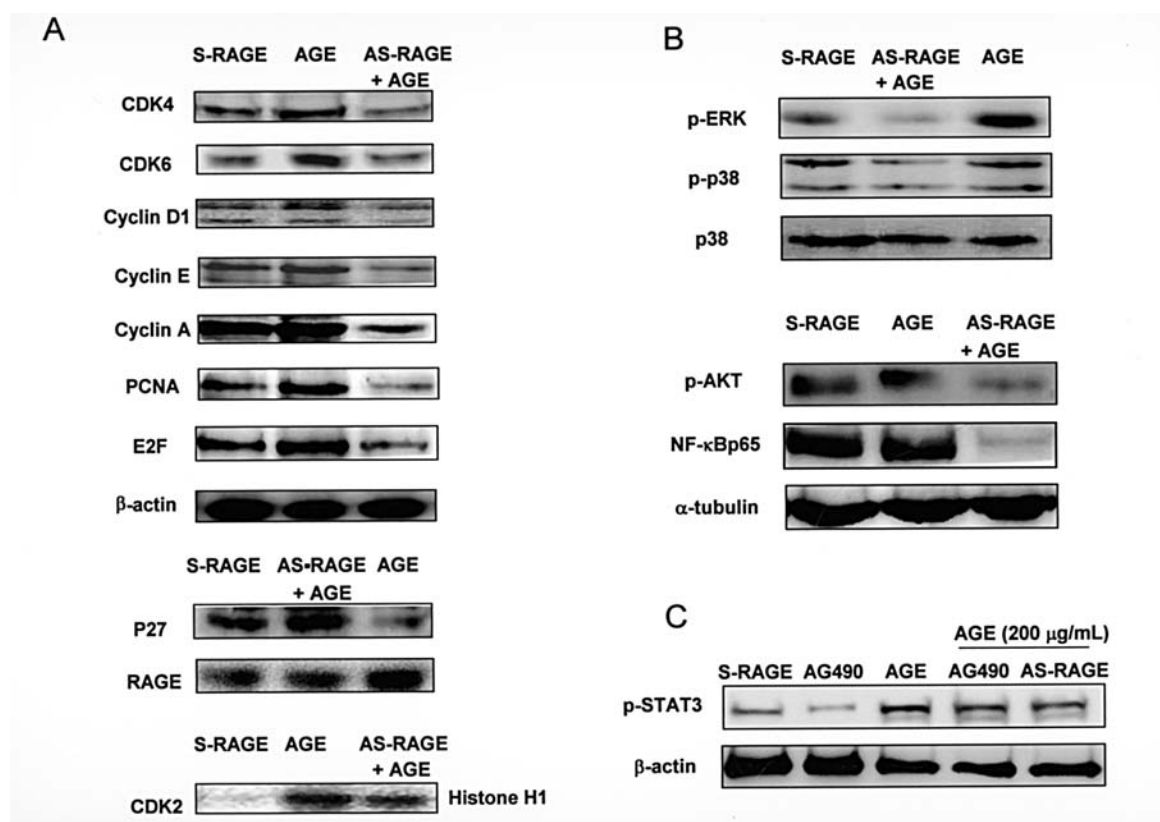 A
S-RAGE AGE AS-RAGE
+ AGE
CDK4
CDK6
Cyclin D1
Cyclin E
Cyclin A
PCNA
E2F
β-actin
S-RAGE AS•RAGE AGE
+ AGE
P27
RAGE
S-RAGE AGE AS-RAGE
+ AGE
CDK2 Histone H1
B
S-RAGE AS-RAGE AGE
+ AGE
p-ERK
p-p38
p38
S-RAGE AGE AS-RAGE
+ AGE
p-AKT
NF-κBp65
α-tubulin
C
AGE (200 μg/mL)
S-RAGE AG490 AGE AG490 AS-RAGE
p-STAT3
β-actin